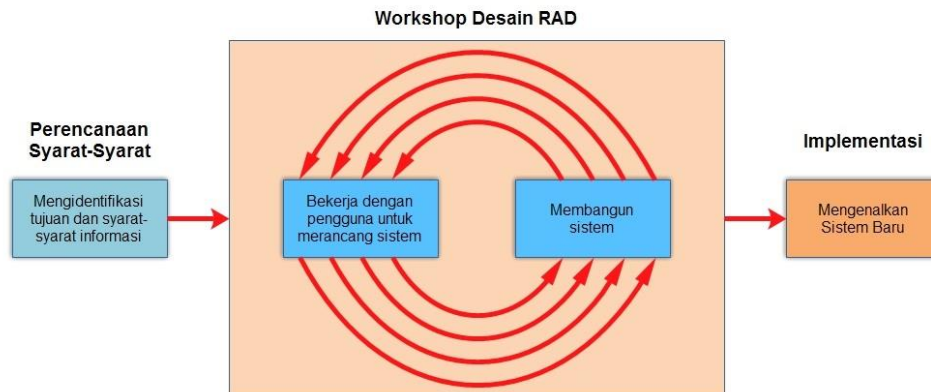 Workshop Desain RAD
Perencanaan
Syarat-Syarat
Mengidentifikasi
tujuan dan syarat-
syarat informasi
Bekerja dengan
pengguna untuk
merancang sistem
Membangun
sistem
Implementasi
Mengenalkan
Sistem Baru